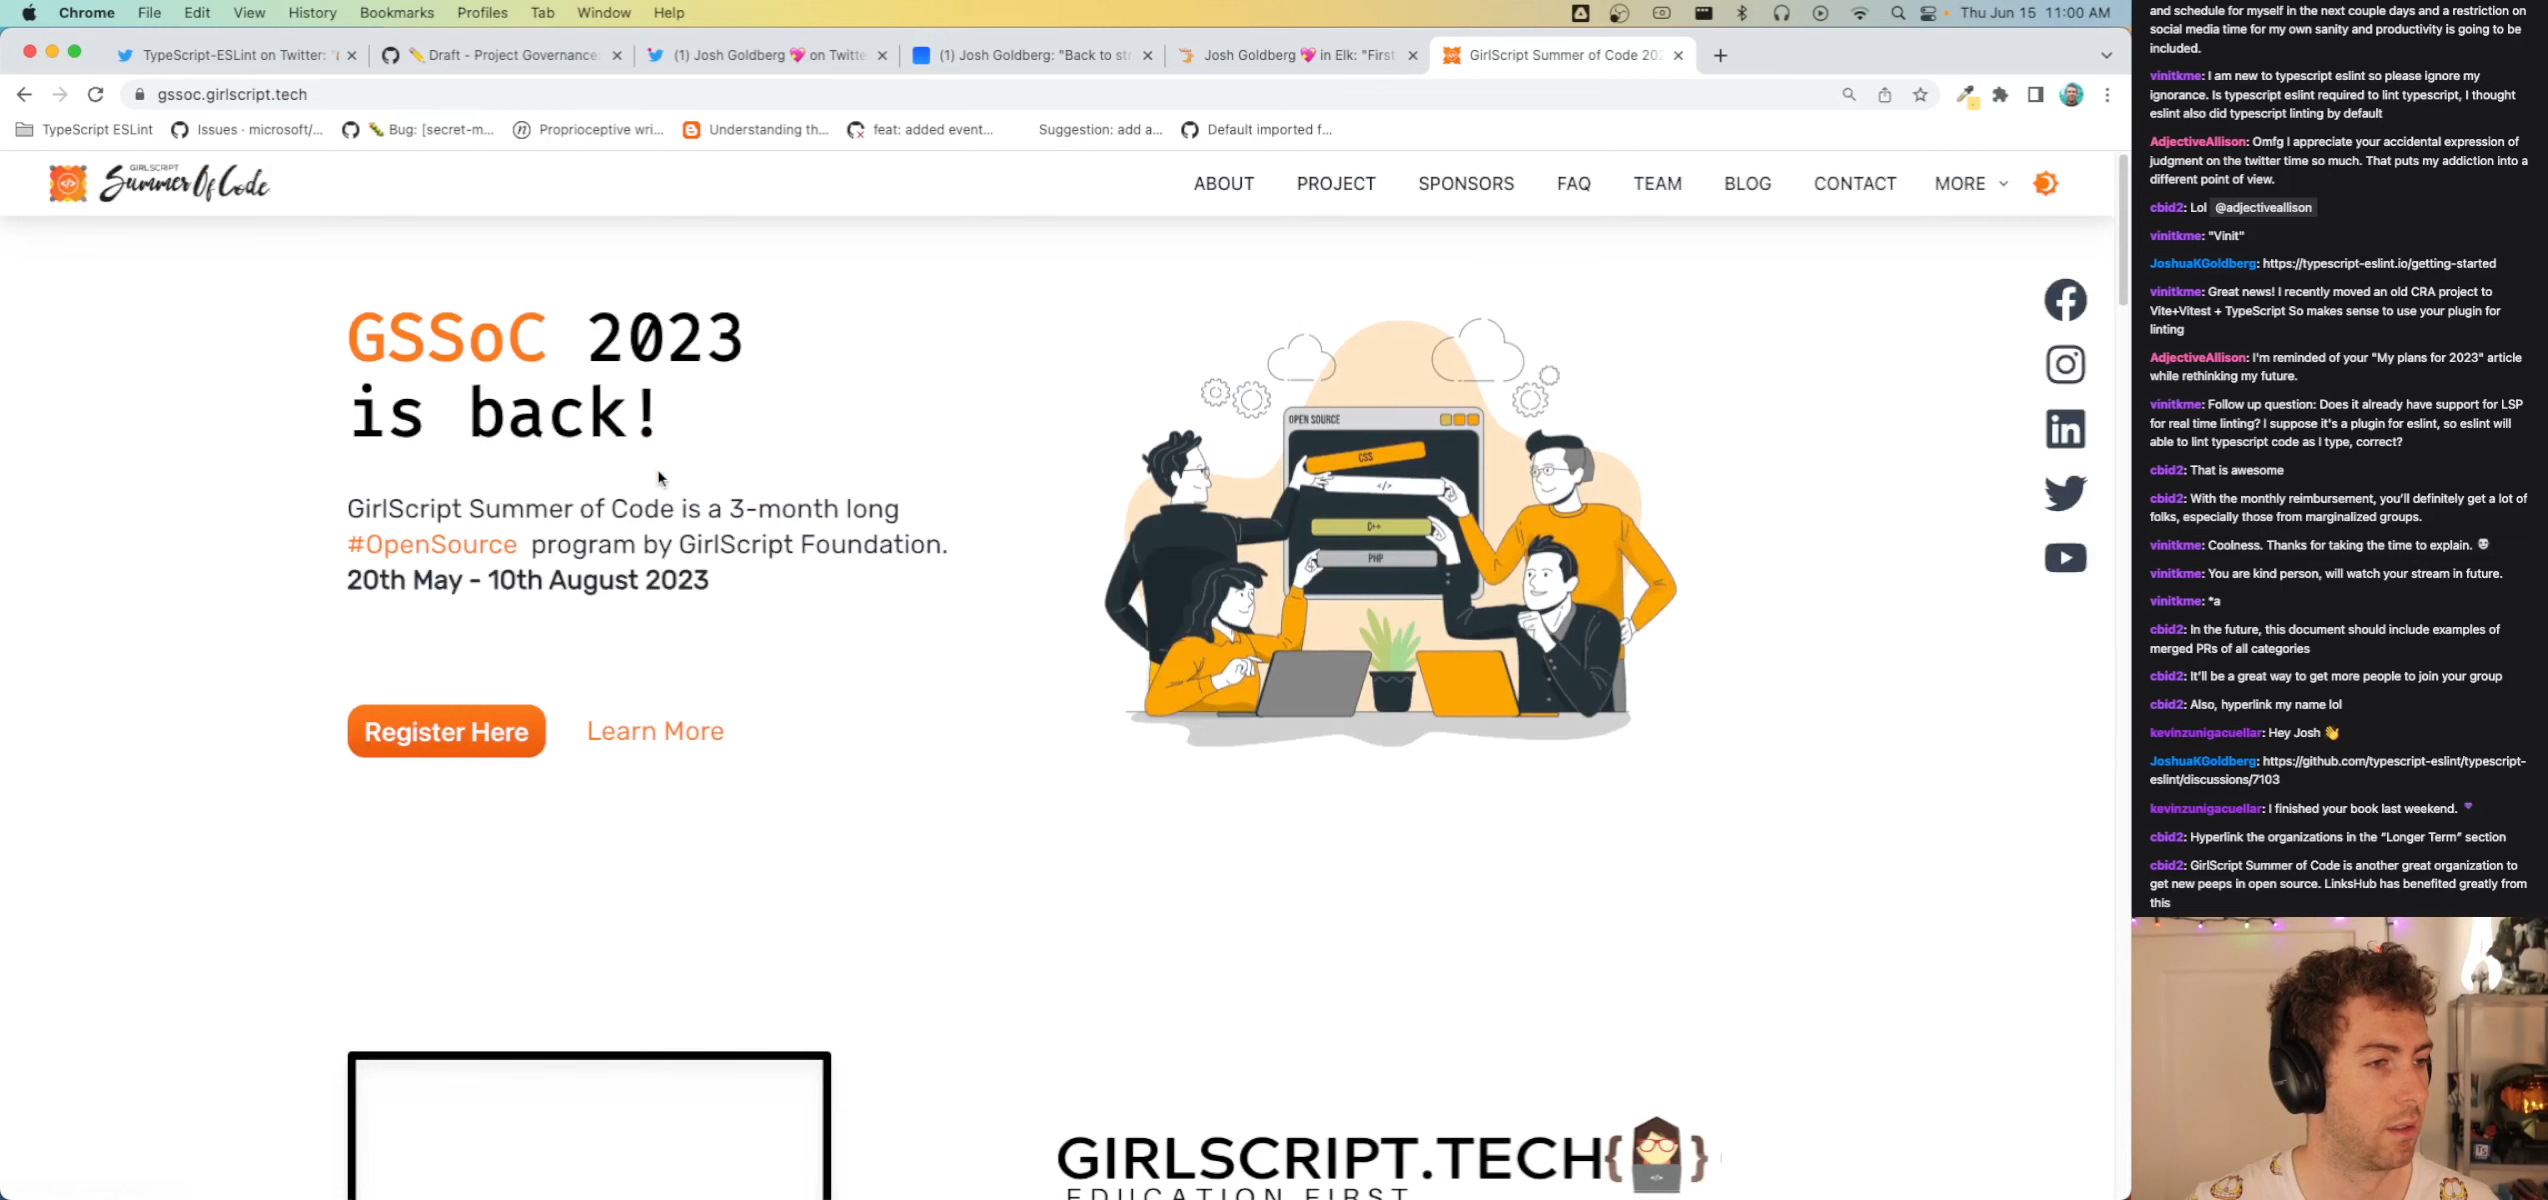 Chrome File Edit View History Bookmarks Profiles Tab Window Help
Thu Jun 15 11:00 AM
TypeScript-ESLint on Twitter: "
Draft - Project Governance:
(1) Josh Goldberg 💖 on Twitte
(1) Josh Goldberg: "Back to str
Josh Goldberg 💖 in Elk: "First
GirlScript Summer of Code 202
gssoc.girlscript.tech
TypeScript ESLint
Issues · microsoft/...
Bug: [secret-m...
Proprioceptive wri...
Understanding th...
feat: added event...
Suggestion: add a...
Default imported f...
GIRLSCRIPT
Summer Of Code
ABOUT PROJECT SPONSORS FAQ TEAM BLOG CONTACT MORE
GSSoC 2023
is back!
GirlScript Summer of Code is a 3-month long
#OpenSource program by GirlScript Foundation.
20th May - 10th August 2023
Register Here
Learn More
OPEN SOURCE
CSS
</>
C++
PHP
GIRLSCRIPT.TECH{ }
EDUCATION FIRST
and schedule for myself in the next couple days and a restriction on
social media time for my own sanity and productivity is going to be
included.
vinitkme: I am new to typescript eslint so please ignore my
ignorance. Is typescript eslint required to lint typescript, I thought
eslint also did typescript linting by default
AdjectiveAllison: Omfg I appreciate your accidental expression of
judgment on the twitter time so much. That puts my addiction into a
different point of view.
cbid2: Lol @adjectiveallison
vinitkme: "Vinit"
JoshuaKGoldberg: https://typescript-eslint.io/getting-started
vinitkme: Great news! I recently moved an old CRA project to
Vite+Vitest + TypeScript So makes sense to use your plugin for
linting
AdjectiveAllison: I'm reminded of your "My plans for 2023" article
while rethinking my future.
vinitkme: Follow up question: Does it already have support for LSP
for real time linting? I suppose it's a plugin for eslint, so eslint will
able to lint typescript code as I type, correct?
cbid2: That is awesome
cbid2: With the monthly reimbursement, you'll definitely get a lot of
folks, especially those from marginalized groups.
vinitkme: Coolness. Thanks for taking the time to explain.
vinitkme: You are kind person, will watch your stream in future.
vinitkme: *a
cbid2: In the future, this document should include examples of
merged PRs of all categories
cbid2: It'll be a great way to get more people to join your group
cbid2: Also, hyperlink my name lol
kevinzunigacuellar: Hey Josh 👋
JoshuaKGoldberg: https://github.com/typescript-eslint/typescript-
eslint/discussions/7103
kevinzunigacuellar: I finished your book last weekend. 💜
cbid2: Hyperlink the organizations in the “Longer Term” section
cbid2: GirlScript Summer of Code is another great organization to
get new peeps in open source. LinksHub has benefited greatly from
this